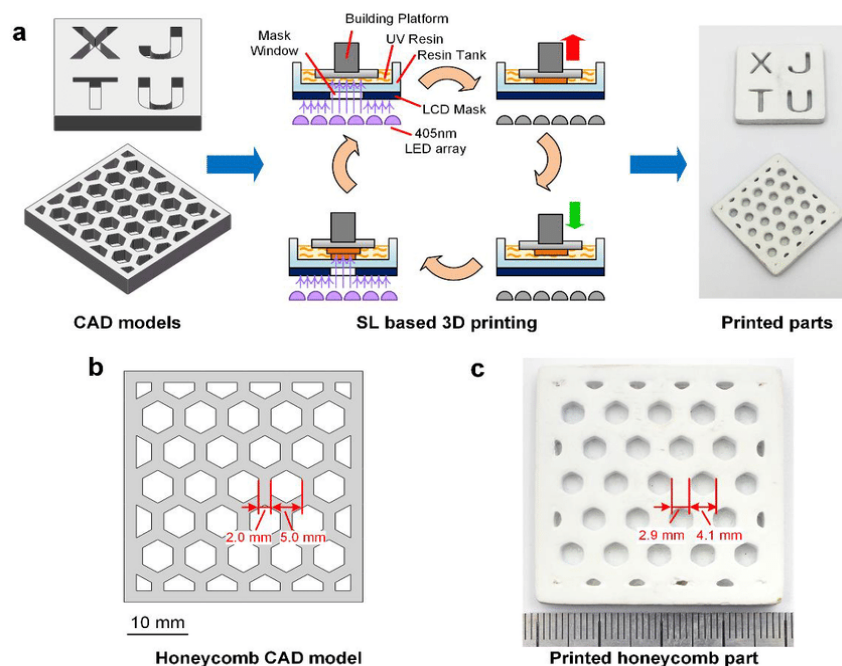 a
X J
T U
Building Platform
Mask
Window
UV Resin
Resin Tank
LCD Mask
405nm
LED array
X J
T U
CAD models
SL based 3D printing
Printed parts
b
2.0 mm
5.0 mm
10 mm
Honeycomb CAD model
c
2.9 mm
4.1 mm
Printed honeycomb part